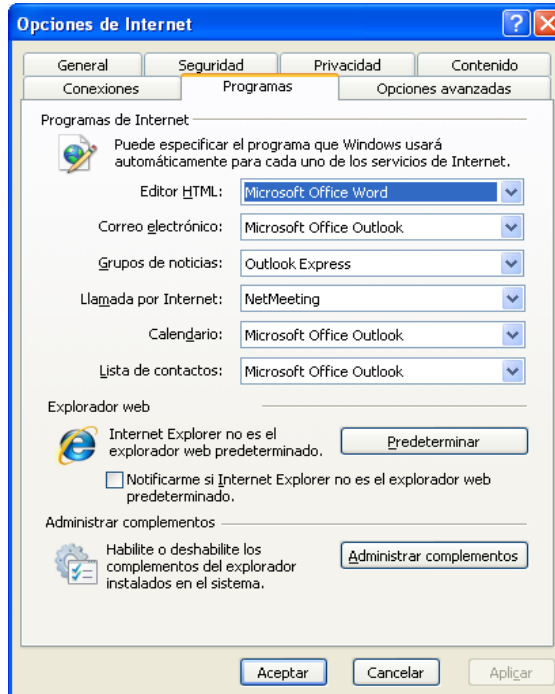 Opciones de Internet
General Seguridad Privacidad Contenido
Conexiones Programas Opciones avanzadas
Programas de Internet
Puede especificar el programa que Windows usará
automáticamente para cada uno de los servicios de Internet.
Editor HTML: Microsoft Office Word
Correo electrónico: Microsoft Office Outlook
Grupos de noticias: Outlook Express
Llamada por Internet: NetMeeting
Calendario: Microsoft Office Outlook
Lista de contactos: Microsoft Office Outlook
Explorador web
Internet Explorer no es el
explorador web predeterminado.
Predeterminar
Notificarme si Internet Explorer no es el explorador web
predeterminado.
Administrar complementos
Habilite o deshabilite los
complementos del explorador
instalados en el sistema.
Administrar complementos
Aceptar Cancelar Aplicar